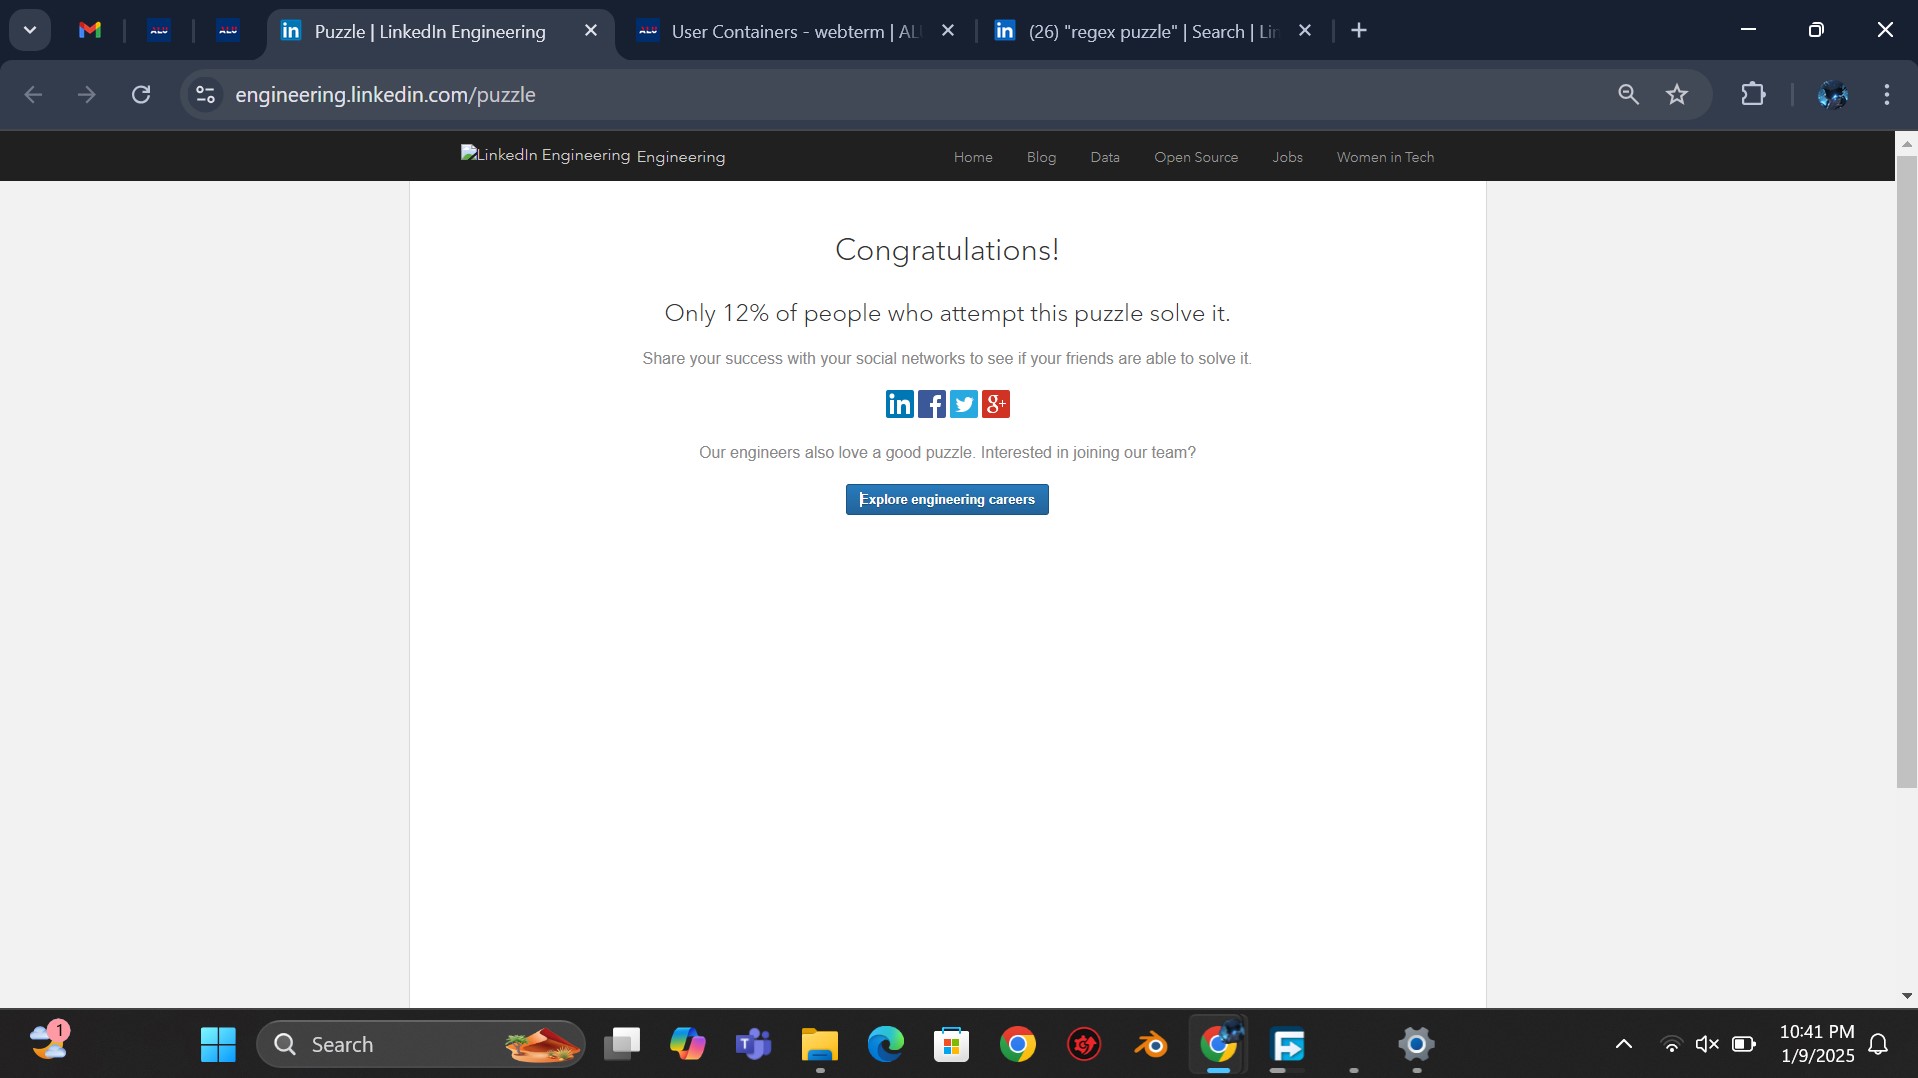 Puzzle | LinkedIn Engineering
User Containers - webterm | AL
(26) "regex puzzle" | Search | Li
engineering.linkedin.com/puzzle
LinkedIn Engineering Engineering
Home Blog Data Open Source Jobs Women in Tech
Congratulations!
Only 12% of people who attempt this puzzle solve it.
Share your success with your social networks to see if your friends are able to solve it.
in f g+
Our engineers also love a good puzzle. Interested in joining our team?
Explore engineering careers
1
Search
10:41 PM
1/9/2025